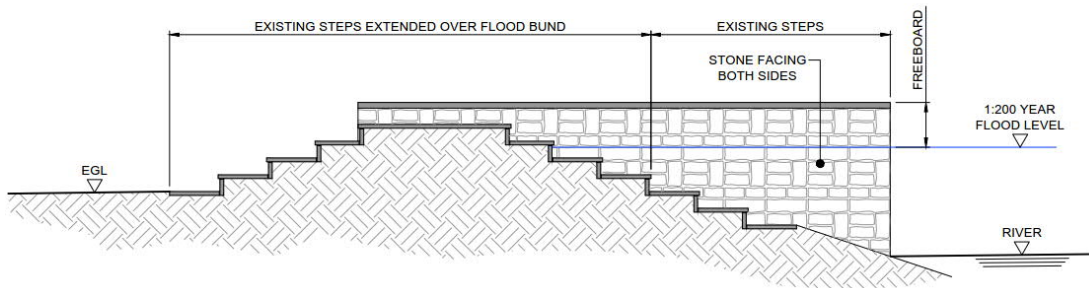 EXISTING STEPS EXTENDED OVER FLOOD BUND
EXISTING STEPS
STONE FACING
BOTH SIDES
FREEBOARD
1:200 YEAR
FLOOD LEVEL
EGL
RIVER